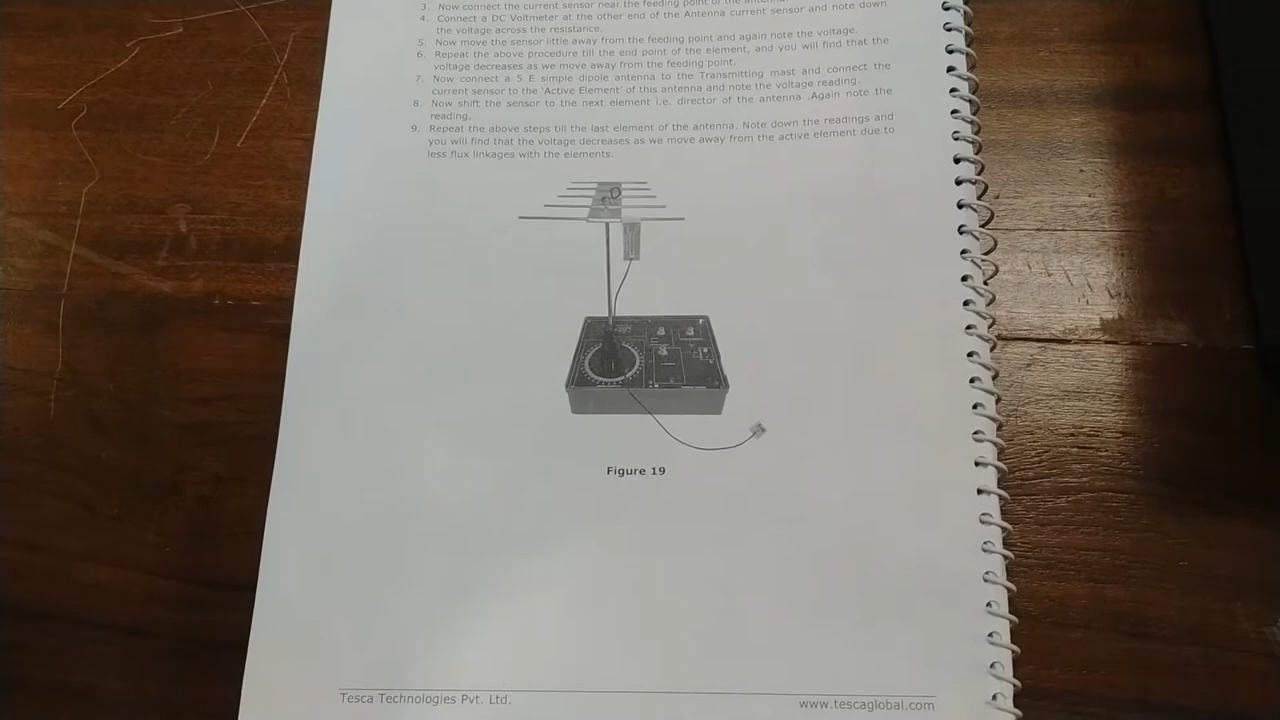 3. Now connect the current sensor near the feeding point of the antenna.
4. Connect a DC Voltmeter at the other end of the Antenna current sensor and note down
the voltage across the resistance.
5. Now move the sensor little away from the feeding point and again note the voltage.
6. Repeat the above procedure till the end point of the element, and you will find that the
voltage decreases as we move away from the feeding point.
7. Now connect a 5 E simple dipole antenna to the Transmitting mast and connect the
current sensor to the 'Active Element' of this antenna and note the voltage reading.
8. Now shift the sensor to the next element i.e. director of the antenna .Again note the
reading.
9. Repeat the above steps till the last element of the antenna. Note down the readings and
you will find that the voltage decreases as we move away from the active element due to
less flux linkages with the elements.
Figure 19
Tesca Technologies Pvt. Ltd.
www.tescaglobal.com